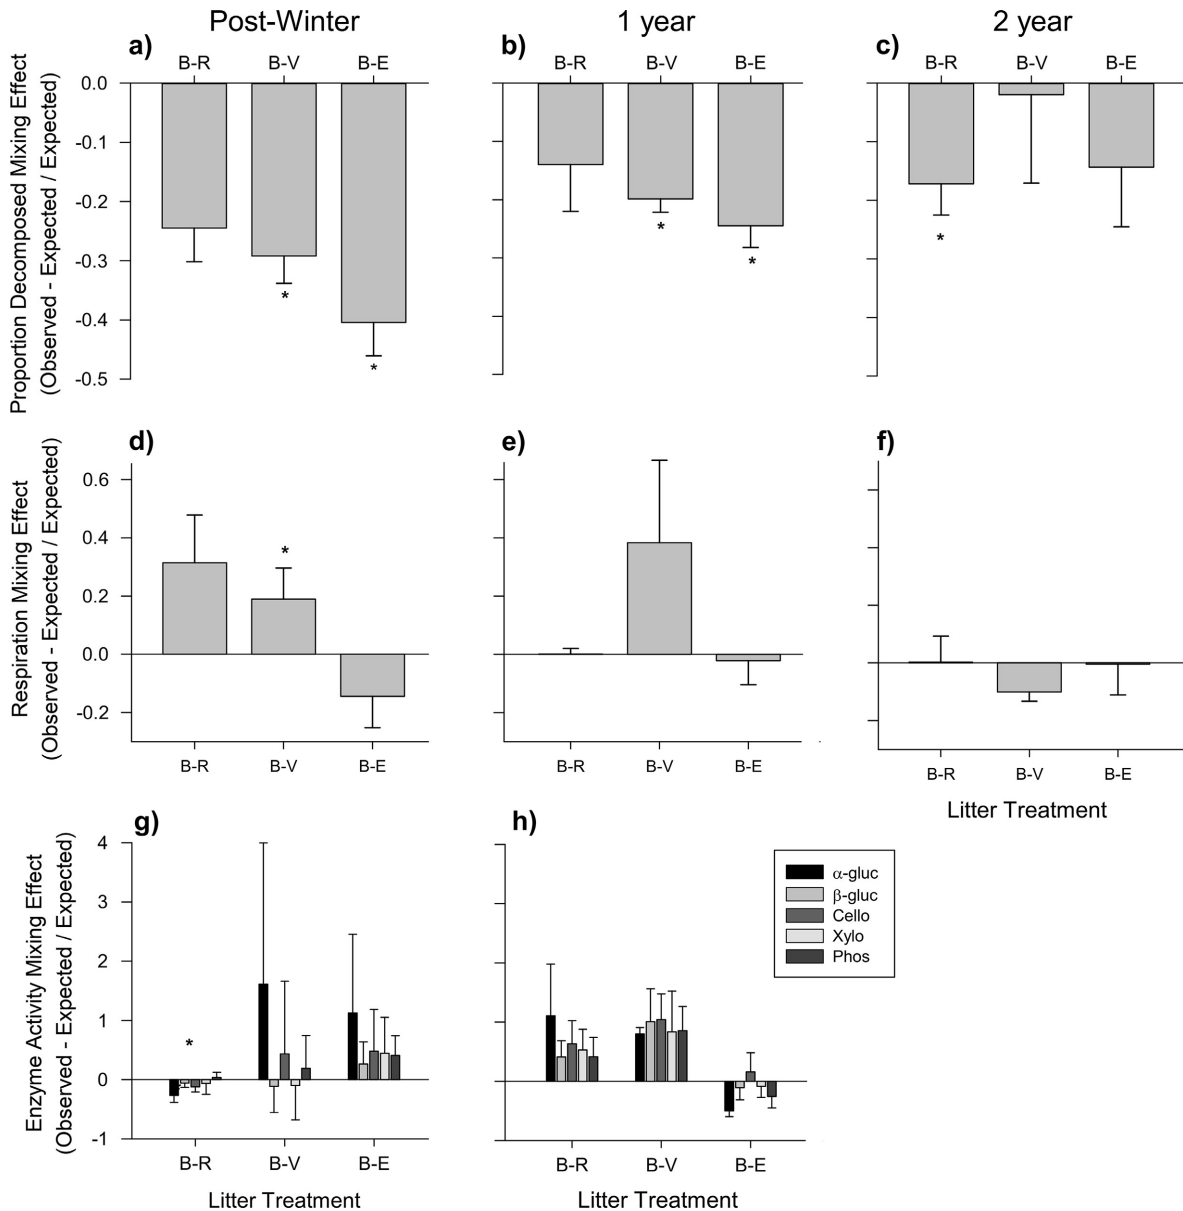 Post-Winter
1 year
2 year
a)
b)
c)
B-R
B-V
B-E
B-R
B-V
B-E
B-R
B-V
B-E
Proportion Decomposed Mixing Effect
(Observed - Expected / Expected)
0.0
-0.1
-0.2
-0.3
-0.4
-0.5
*
*
*
*
*
d)
e)
f)
Respiration Mixing Effect
(Observed - Expected / Expected)
0.6
0.4
0.2
0.0
-0.2
*
B-R
B-V
B-E
B-R
B-V
B-E
B-R
B-V
B-E
Litter Treatment
g)
h)
Enzyme Activity Mixing Effect
(Observed - Expected / Expected)
4
3
2
1
0
-1
*
α-gluc
β-gluc
Cello
Xylo
Phos
B-R
B-V
B-E
B-R
B-V
B-E
Litter Treatment
Litter Treatment